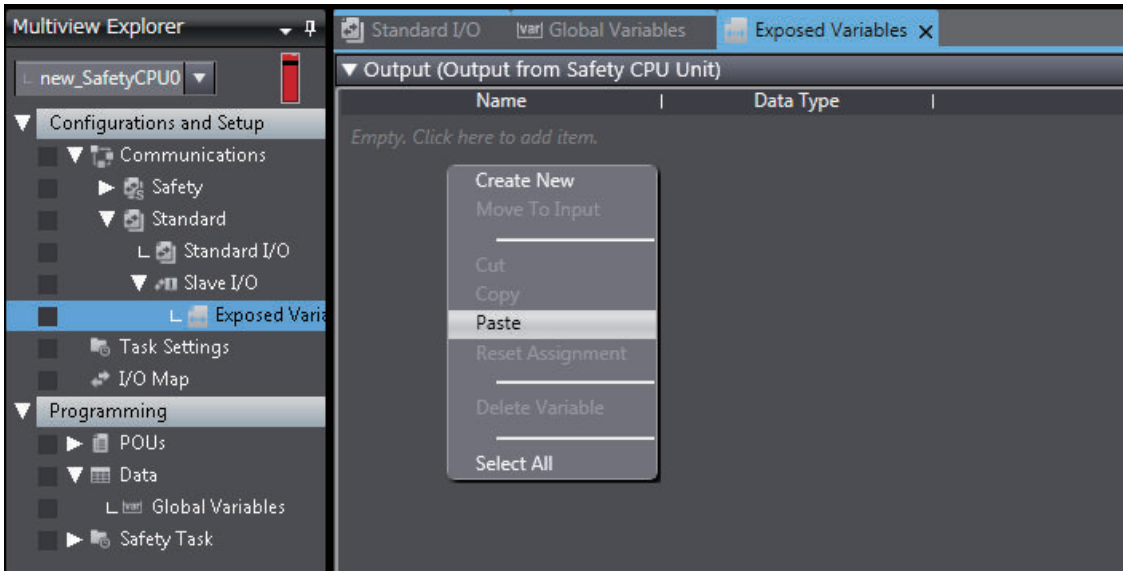 Multiview Explorer
new_SafetyCPU0
Configurations and Setup
Communications
Safety
Standard
Standard I/O
Slave I/O
Exposed Varia
Task Settings
I/O Map
Programming
POUs
Data
Global Variables
Safety Task
Standard I/O Global Variables Exposed Variables
Output (Output from Safety CPU Unit)
Name Data Type
Empty. Click here to add item.
Create New
Move To Input
Cut
Copy
Paste
Reset Assignment
Delete Variable
Select All